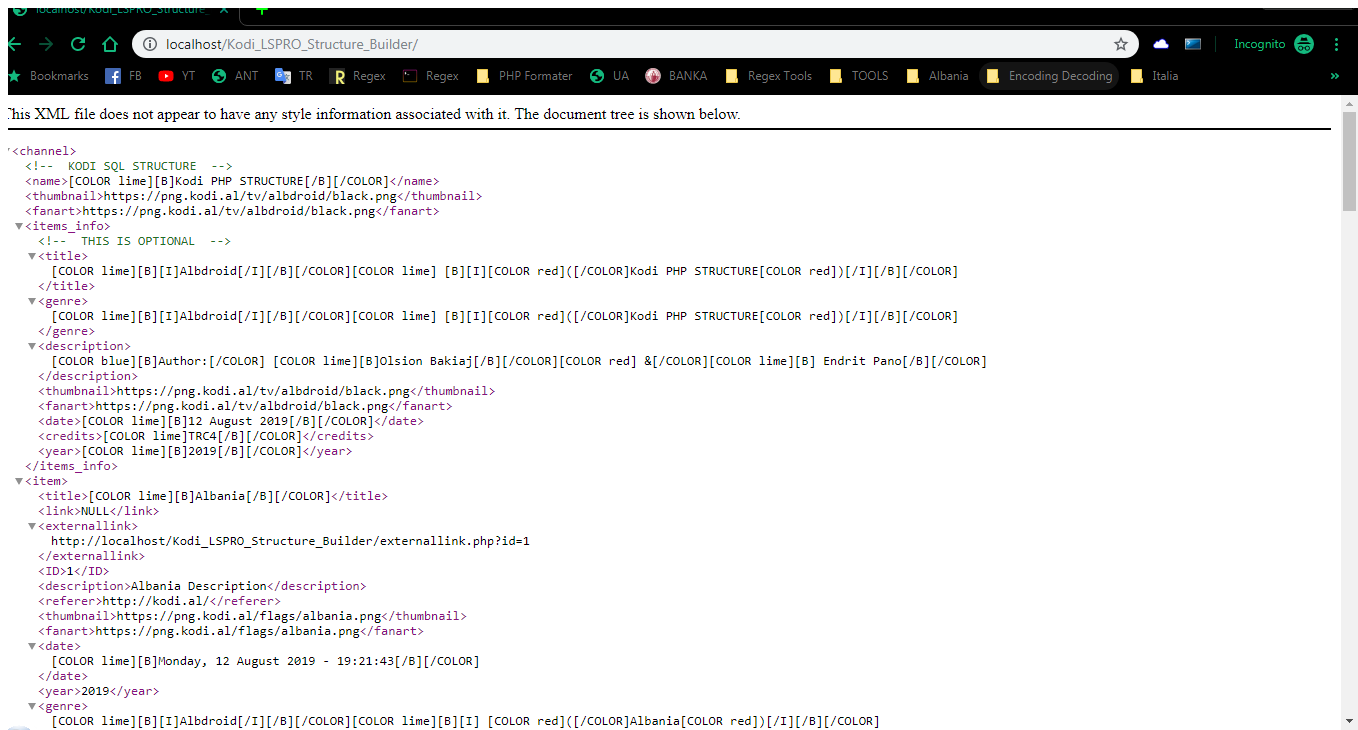 localhost/Kodi_LSPRO_Structure_
localhost/Kodi_LSPRO_Structure_Builder/
Incognito
Bookmarks FB YT ANT TR Regex Regex PHP Formater UA BANKA Regex Tools TOOLS Albania Encoding Decoding Italia »
This XML file does not appear to have any style information associated with it. The document tree is shown below.
<channel>
<!--  KODI SQL STRUCTURE  -->
<name>[COLOR lime][B]Kodi PHP STRUCTURE[/B][/COLOR]</name>
<thumbnail>https://png.kodi.al/tv/albdroid/black.png</thumbnail>
<fanart>https://png.kodi.al/tv/albdroid/black.png</fanart>
<items_info>
<!--  THIS IS OPTIONAL  -->
<title>
[COLOR lime][B][I]Albdroid[/I][/B][/COLOR][COLOR lime] [B][I][COLOR red]([/COLOR]Kodi PHP STRUCTURE[COLOR red])[/I][/B][/COLOR]
</title>
<genre>
[COLOR lime][B][I]Albdroid[/I][/B][/COLOR][COLOR lime] [B][I][COLOR red]([/COLOR]Kodi PHP STRUCTURE[COLOR red])[/I][/B][/COLOR]
</genre>
<description>
[COLOR blue][B]Author:[/COLOR] [COLOR lime][B]Olsion Bakiaj[/B][/COLOR][COLOR red] &[/COLOR][COLOR lime][B] Endrit Pano[/B][/COLOR]
</description>
<thumbnail>https://png.kodi.al/tv/albdroid/black.png</thumbnail>
<fanart>https://png.kodi.al/tv/albdroid/black.png</fanart>
<date>[COLOR lime][B]12 August 2019[/B][/COLOR]</date>
<credits>[COLOR lime]TRC4[/B][/COLOR]</credits>
<year>[COLOR lime][B]2019[/B][/COLOR]</year>
</items_info>
<item>
<title>[COLOR lime][B]Albania[/B][/COLOR]</title>
<link>NULL</link>
<externallink>
http://localhost/Kodi_LSPRO_Structure_Builder/externallink.php?id=1
</externallink>
<ID>1</ID>
<description>Albania Description</description>
<referer>http://kodi.al/</referer>
<thumbnail>https://png.kodi.al/flags/albania.png</thumbnail>
<fanart>https://png.kodi.al/flags/albania.png</fanart>
<date>
[COLOR lime][B]Monday, 12 August 2019 - 19:21:43[/B][/COLOR]
</date>
<year>2019</year>
<genre>
[COLOR lime][B][I]Albdroid[/I][/B][/COLOR][COLOR lime][B][I] [COLOR red]([/COLOR]Albania[COLOR red])[/I][/B][/COLOR]